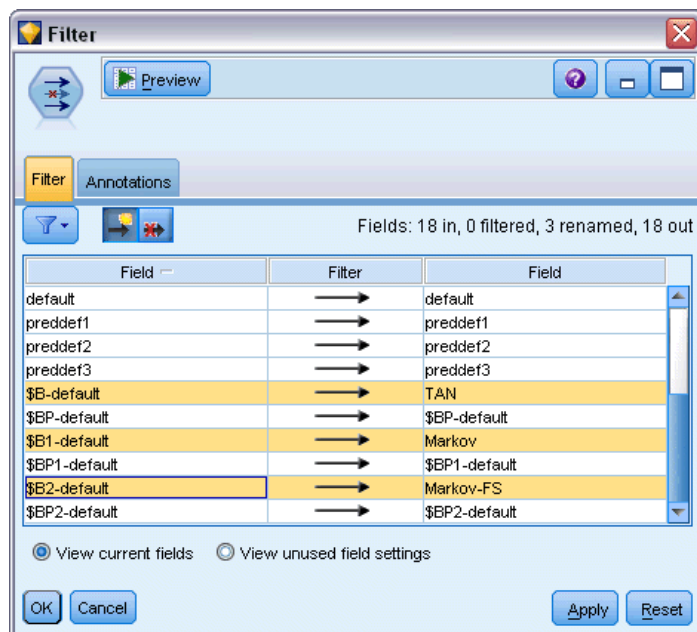 Filter
Preview
Filter Annotations
Fields: 18 in, 0 filtered, 3 renamed, 18 out
Field Filter Field
default default
preddef1 preddef1
preddef2 preddef2
preddef3 preddef3
$B-default TAN
$BP-default $BP-default
$B1-default Markov
$BP1-default $BP1-default
$B2-default Markov-FS
$BP2-default $BP2-default
View current fields View unused field settings
OK Cancel Apply Reset